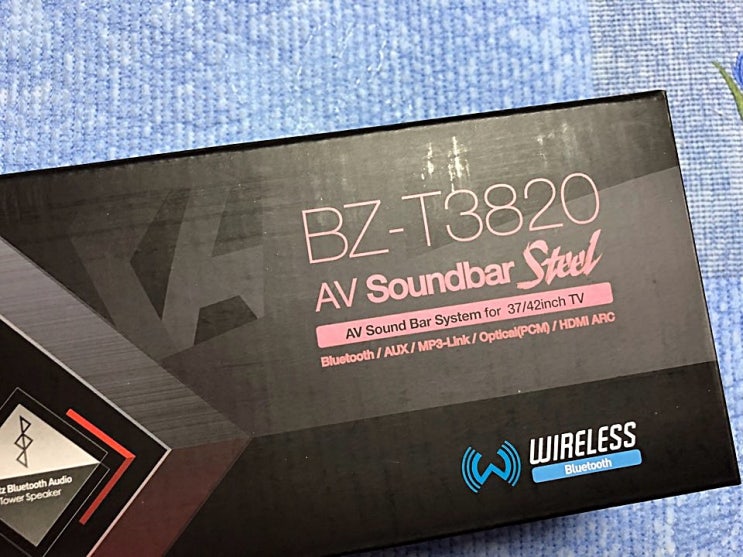 BZ-T3820
AV Soundbar Steel
AV Sound Bar System for 37/42inch TV
Bluetooth / AUX / MP3-Link / Optical(PCM) / HDMI ARC
WIRELESS
Bluetooth
tz Bluetooth Audio
Tower Speaker